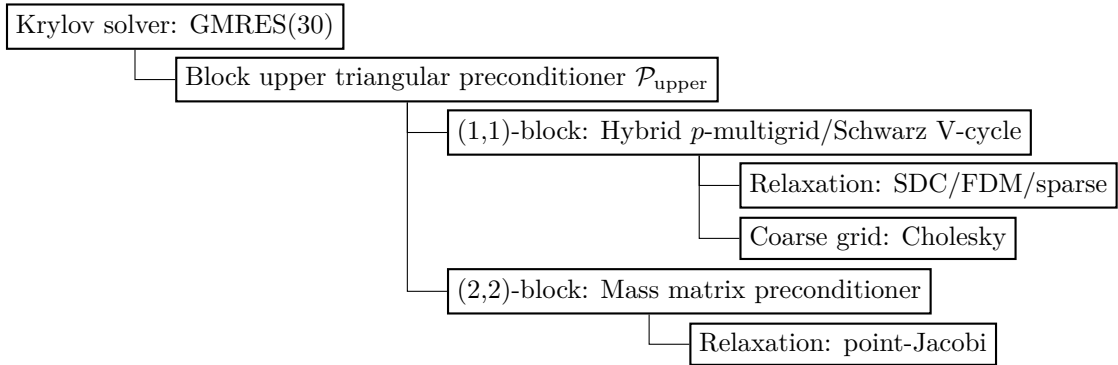 Krylov solver: GMRES(30)
Block upper triangular preconditioner 𝒫upper
(1,1)-block: Hybrid p-multigrid/Schwarz V-cycle
Relaxation: SDC/FDM/sparse
Coarse grid: Cholesky
(2,2)-block: Mass matrix preconditioner
Relaxation: point-Jacobi